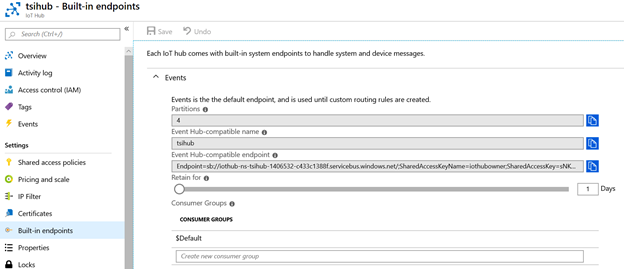 tsihub - Built-in endpoints
IoT Hub
Search (Ctrl+/)
«
Overview
Activity log
Access control (IAM)
Tags
Events
Settings
Shared access policies
Pricing and scale
IP Filter
Certificates
Built-in endpoints
Properties
Locks
Save Undo
Each IoT hub comes with built-in system endpoints to handle system and device messages.
Events
Events is the the default endpoint, and is used until custom routing rules are created.
Partitions
4
Event Hub-compatible name
tsihub
Event Hub-compatible endpoint
Endpoint=sb://iothub-ns-tsihub-1406532-c433c1388f.servicebus.windows.net/;SharedAccessKeyName=iothubowner;SharedAccessKey=sNK...
Retain for
1 Days
Consumer Groups
CONSUMER GROUPS
$Default
Create new consumer group